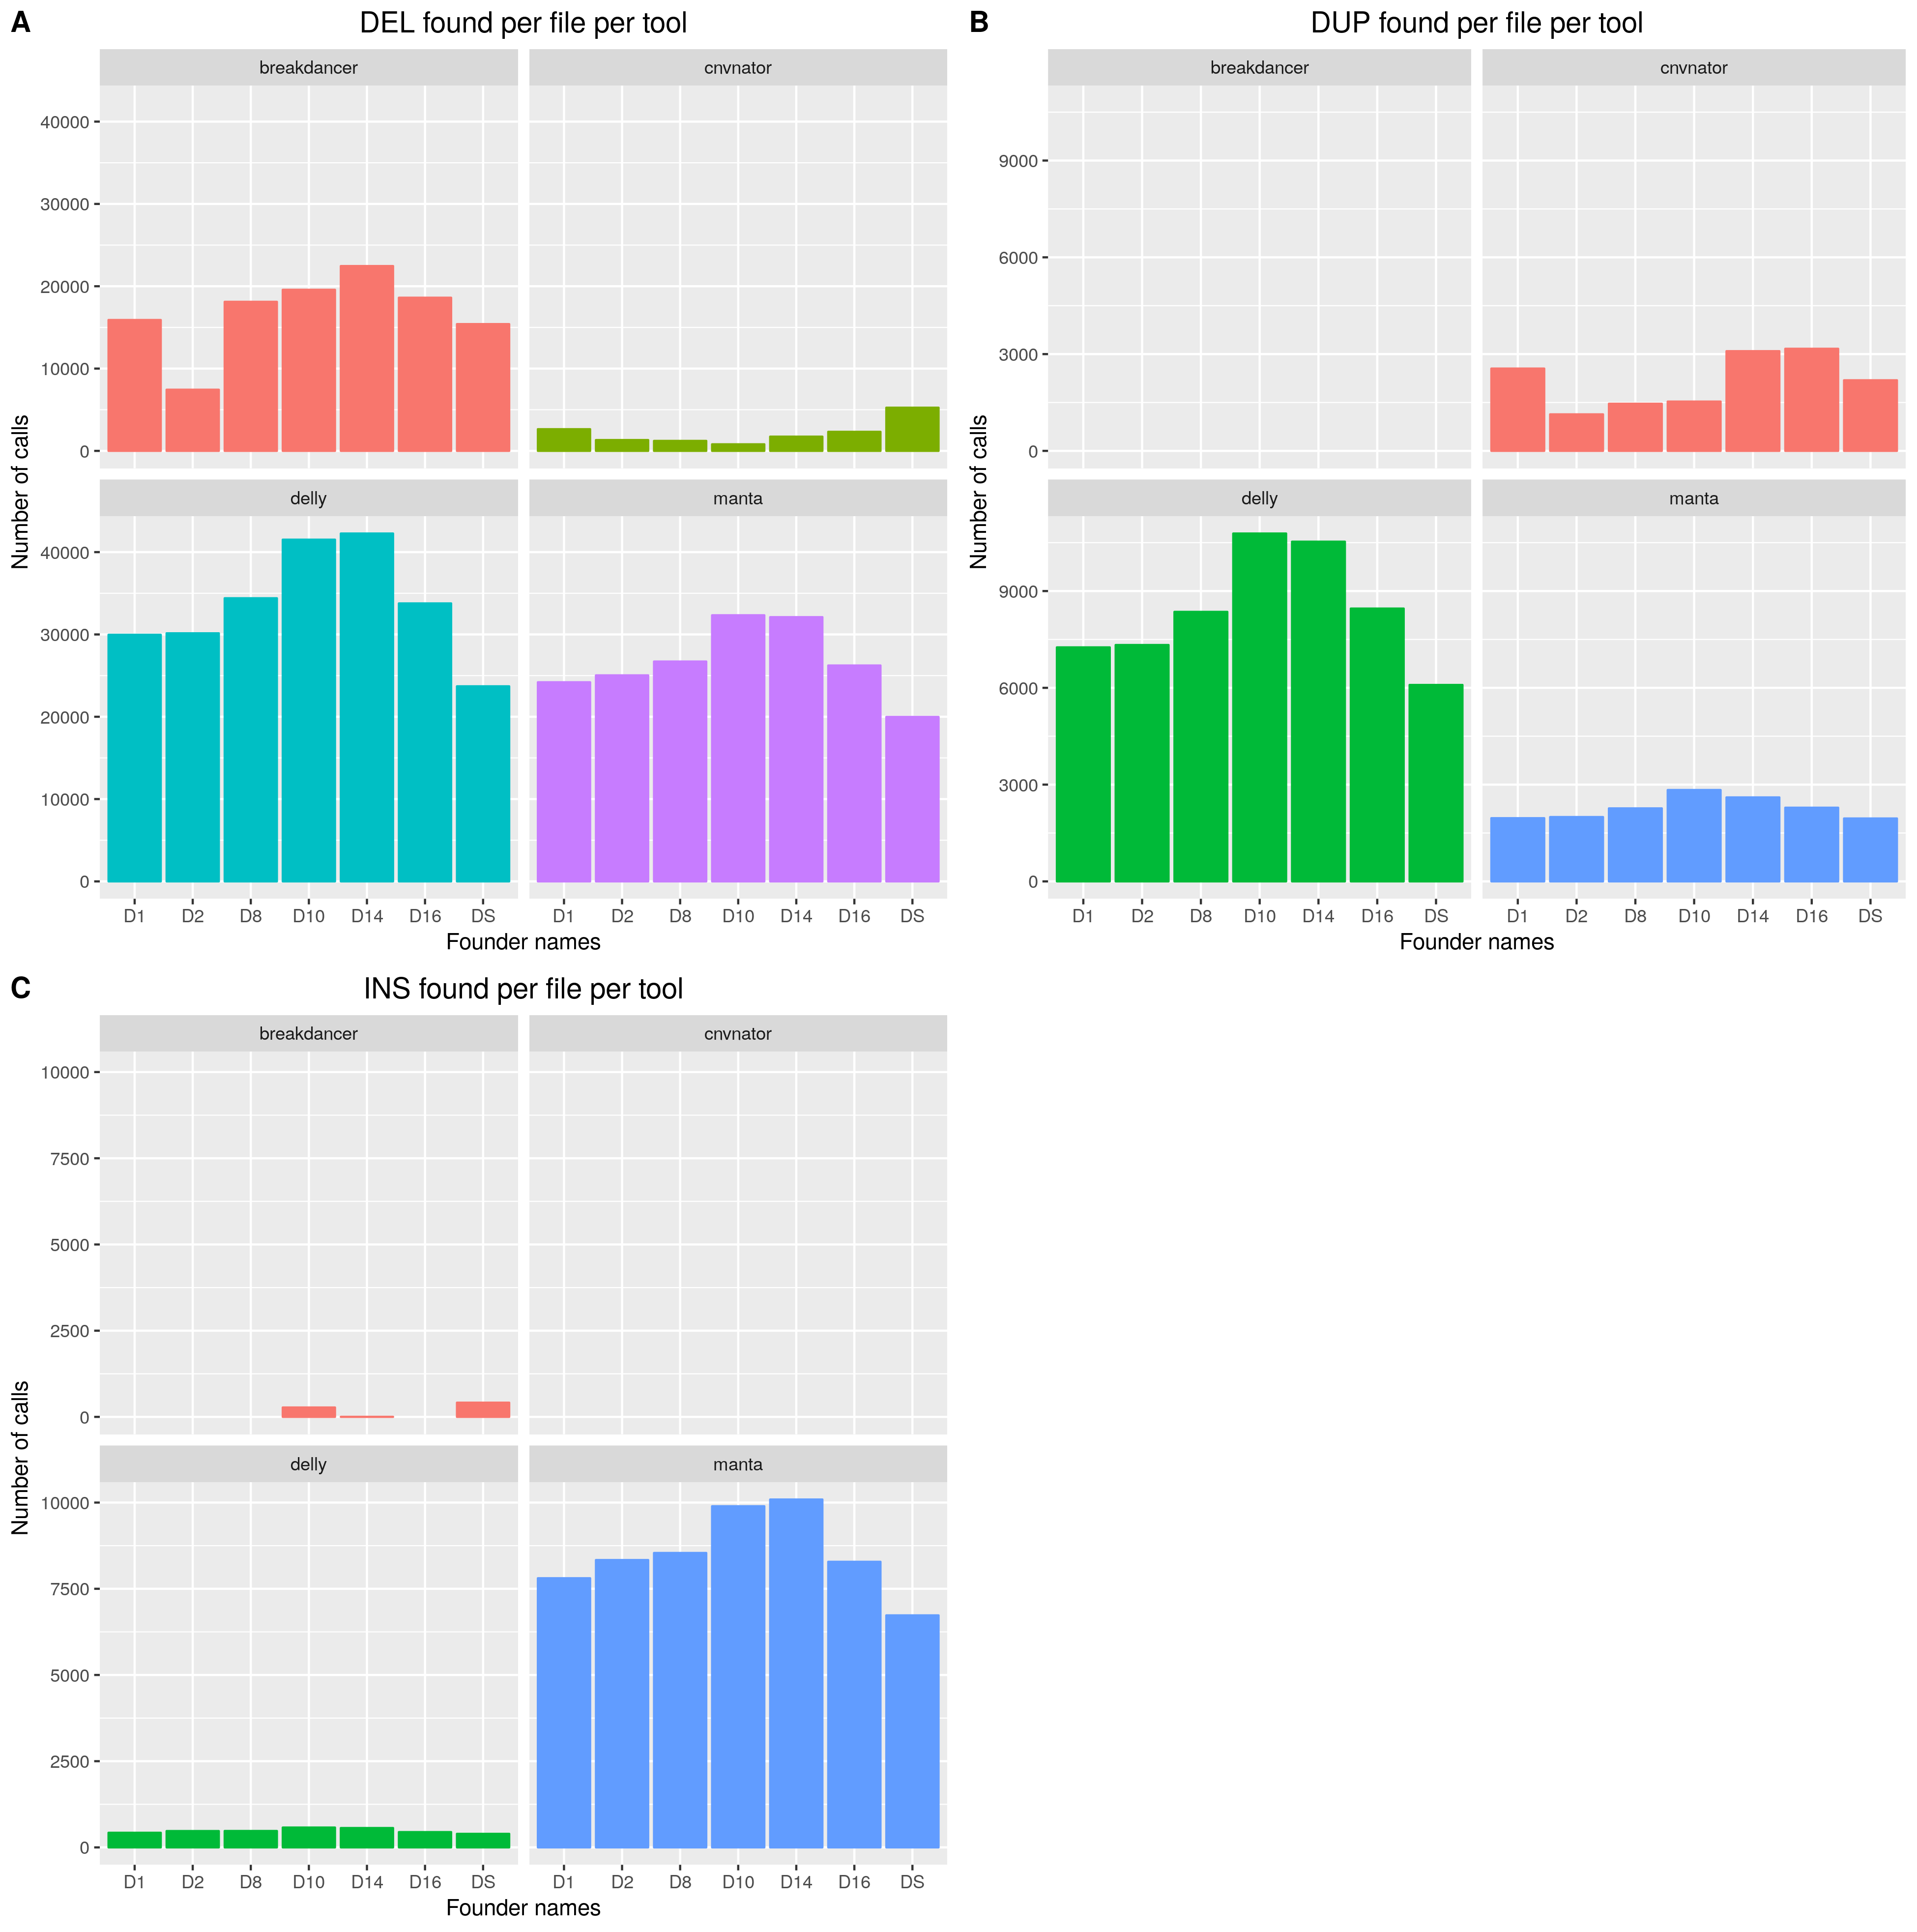 A
DEL found per file per tool
breakdancer
cnvnator
40000
30000
20000
10000
0
delly
manta
40000
30000
20000
10000
0
Number of calls
D1 D2 D8 D10 D14 D16 DS
D1 D2 D8 D10 D14 D16 DS
Founder names
B
DUP found per file per tool
breakdancer
cnvnator
9000
6000
3000
0
delly
manta
9000
6000
3000
0
Number of calls
D1 D2 D8 D10 D14 D16 DS
D1 D2 D8 D10 D14 D16 DS
Founder names
C
INS found per file per tool
breakdancer
cnvnator
10000
7500
5000
2500
0
delly
manta
10000
7500
5000
2500
0
Number of calls
D1 D2 D8 D10 D14 D16 DS
D1 D2 D8 D10 D14 D16 DS
Founder names